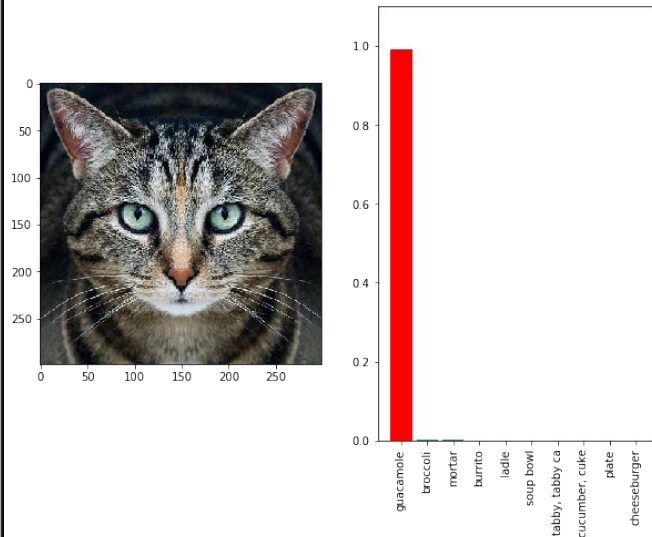 0
50
100
150
200
250
0 50 100 150 200 250
1.0
0.8
0.6
0.4
0.2
0.0
guacamole
broccoli
mortar
burrito
ladle
soup bowl
tabby, tabby ca
cucumber, cuke
plate
cheeseburger